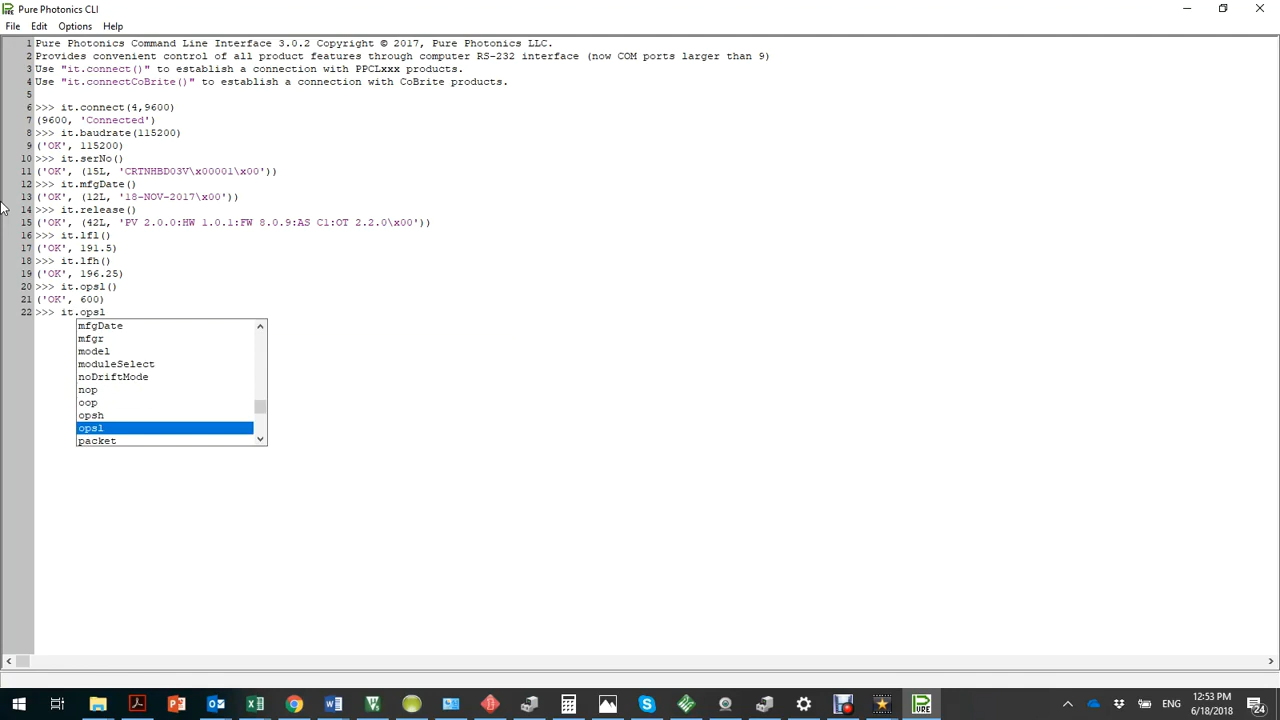 Pure Photonics CLI
File Edit Options Help
1 Pure Photonics Command Line Interface 3.0.2 Copyright © 2017, Pure Photonics LLC.
2 Provides convenient control of all product features through computer RS-232 interface (now COM ports larger than 9)
3 Use "it.connect()" to establish a connection with PPCLxxx products.
4 Use "it.connectCoBrite()" to establish a connection with CoBrite products.
5
6 >>> it.connect(4,9600)
7 (9600, 'Connected')
8 >>> it.baudrate(115200)
9 ('OK', 115200)
10 >>> it.serNo()
11 ('OK', (15L, 'CRTNHBD03V\x00001\x00'))
12 >>> it.mfgDate()
13 ('OK', (12L, '18-NOV-2017\x00'))
14 >>> it.release()
15 ('OK', (42L, 'PV 2.0.0:HW 1.0.1:FW 8.0.9:AS C1:OT 2.2.0\x00'))
16 >>> it.lfl()
17 ('OK', 191.5)
18 >>> it.lfh()
19 ('OK', 196.25)
20 >>> it.opsl()
21 ('OK', 600)
22 >>> it.opsl
mfgDate
mfgr
model
moduleSelect
noDriftMode
nop
oop
opsh
opsl
packet
PURE
ENG
12:53 PM
6/18/2018
24